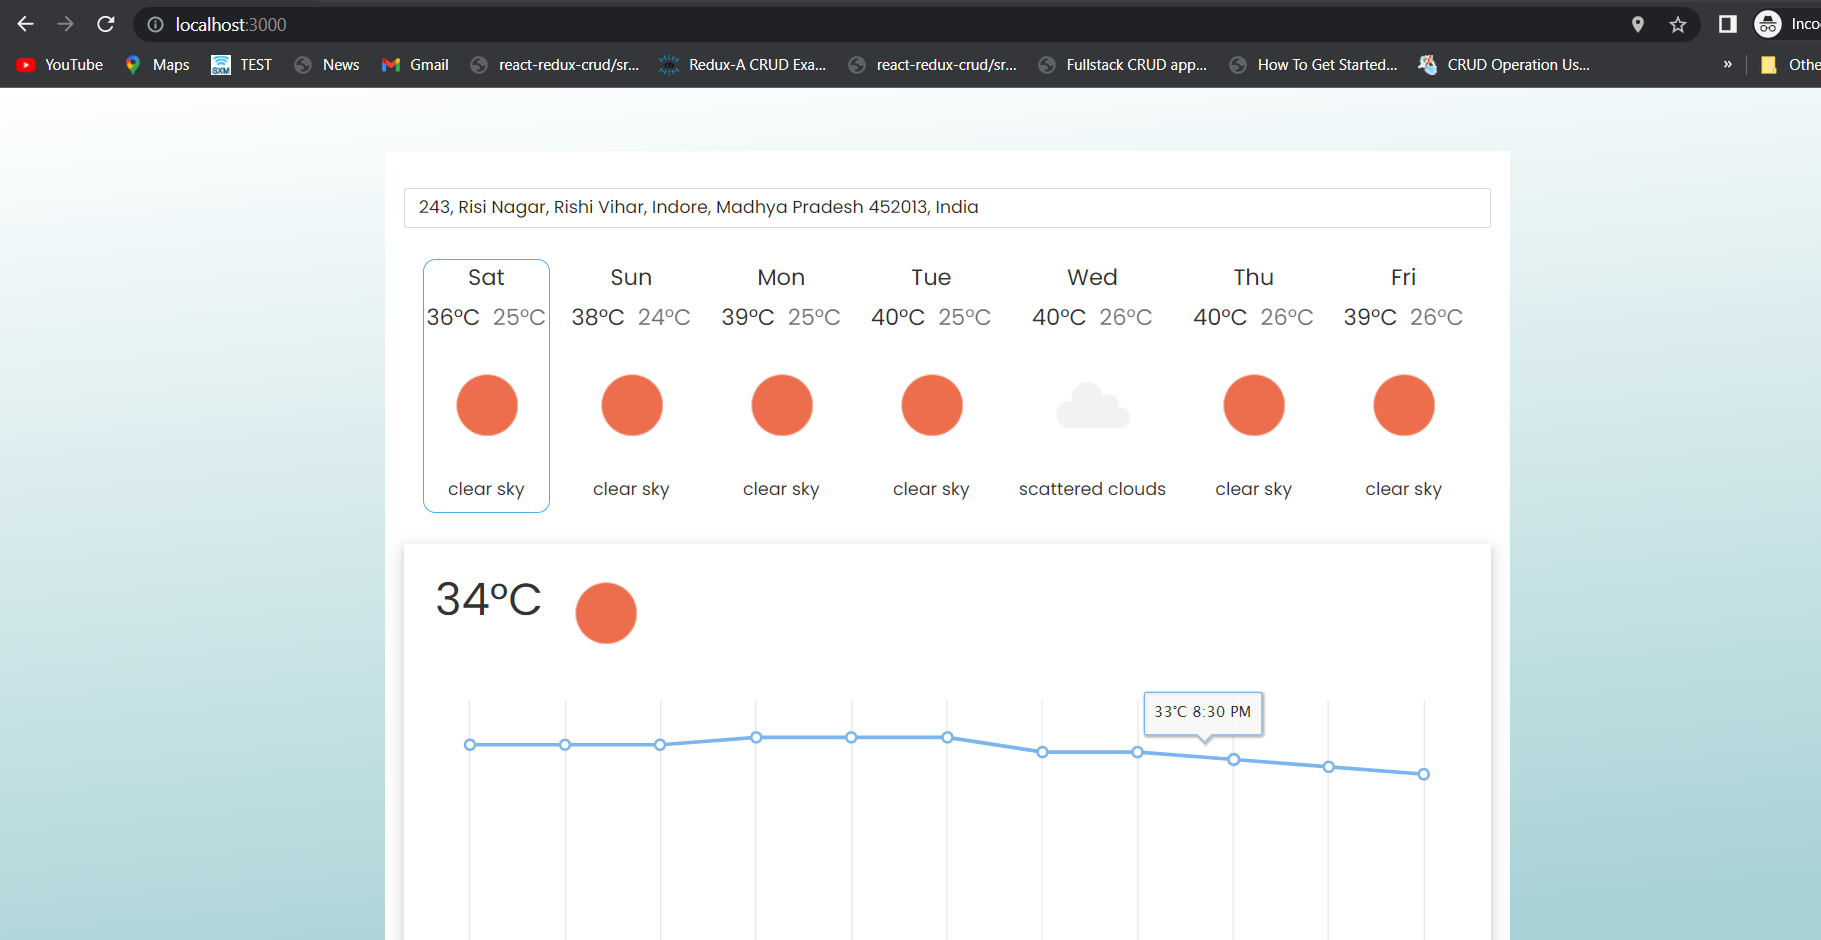 localhost:3000
Inco
YouTube Maps TEST News Gmail react-redux-crud/sr... Redux-A CRUD Exa... react-redux-crud/sr... Fullstack CRUD app... How To Get Started... CRUD Operation Us... » Othe
243, Risi Nagar, Rishi Vihar, Indore, Madhya Pradesh 452013, India
Sat Sun Mon Tue Wed Thu Fri
36°C 25°C 38°C 24°C 39°C 25°C 40°C 25°C 40°C 26°C 40°C 26°C 39°C 26°C
clear sky clear sky clear sky clear sky scattered clouds clear sky clear sky
34°C
33°C 8:30 PM